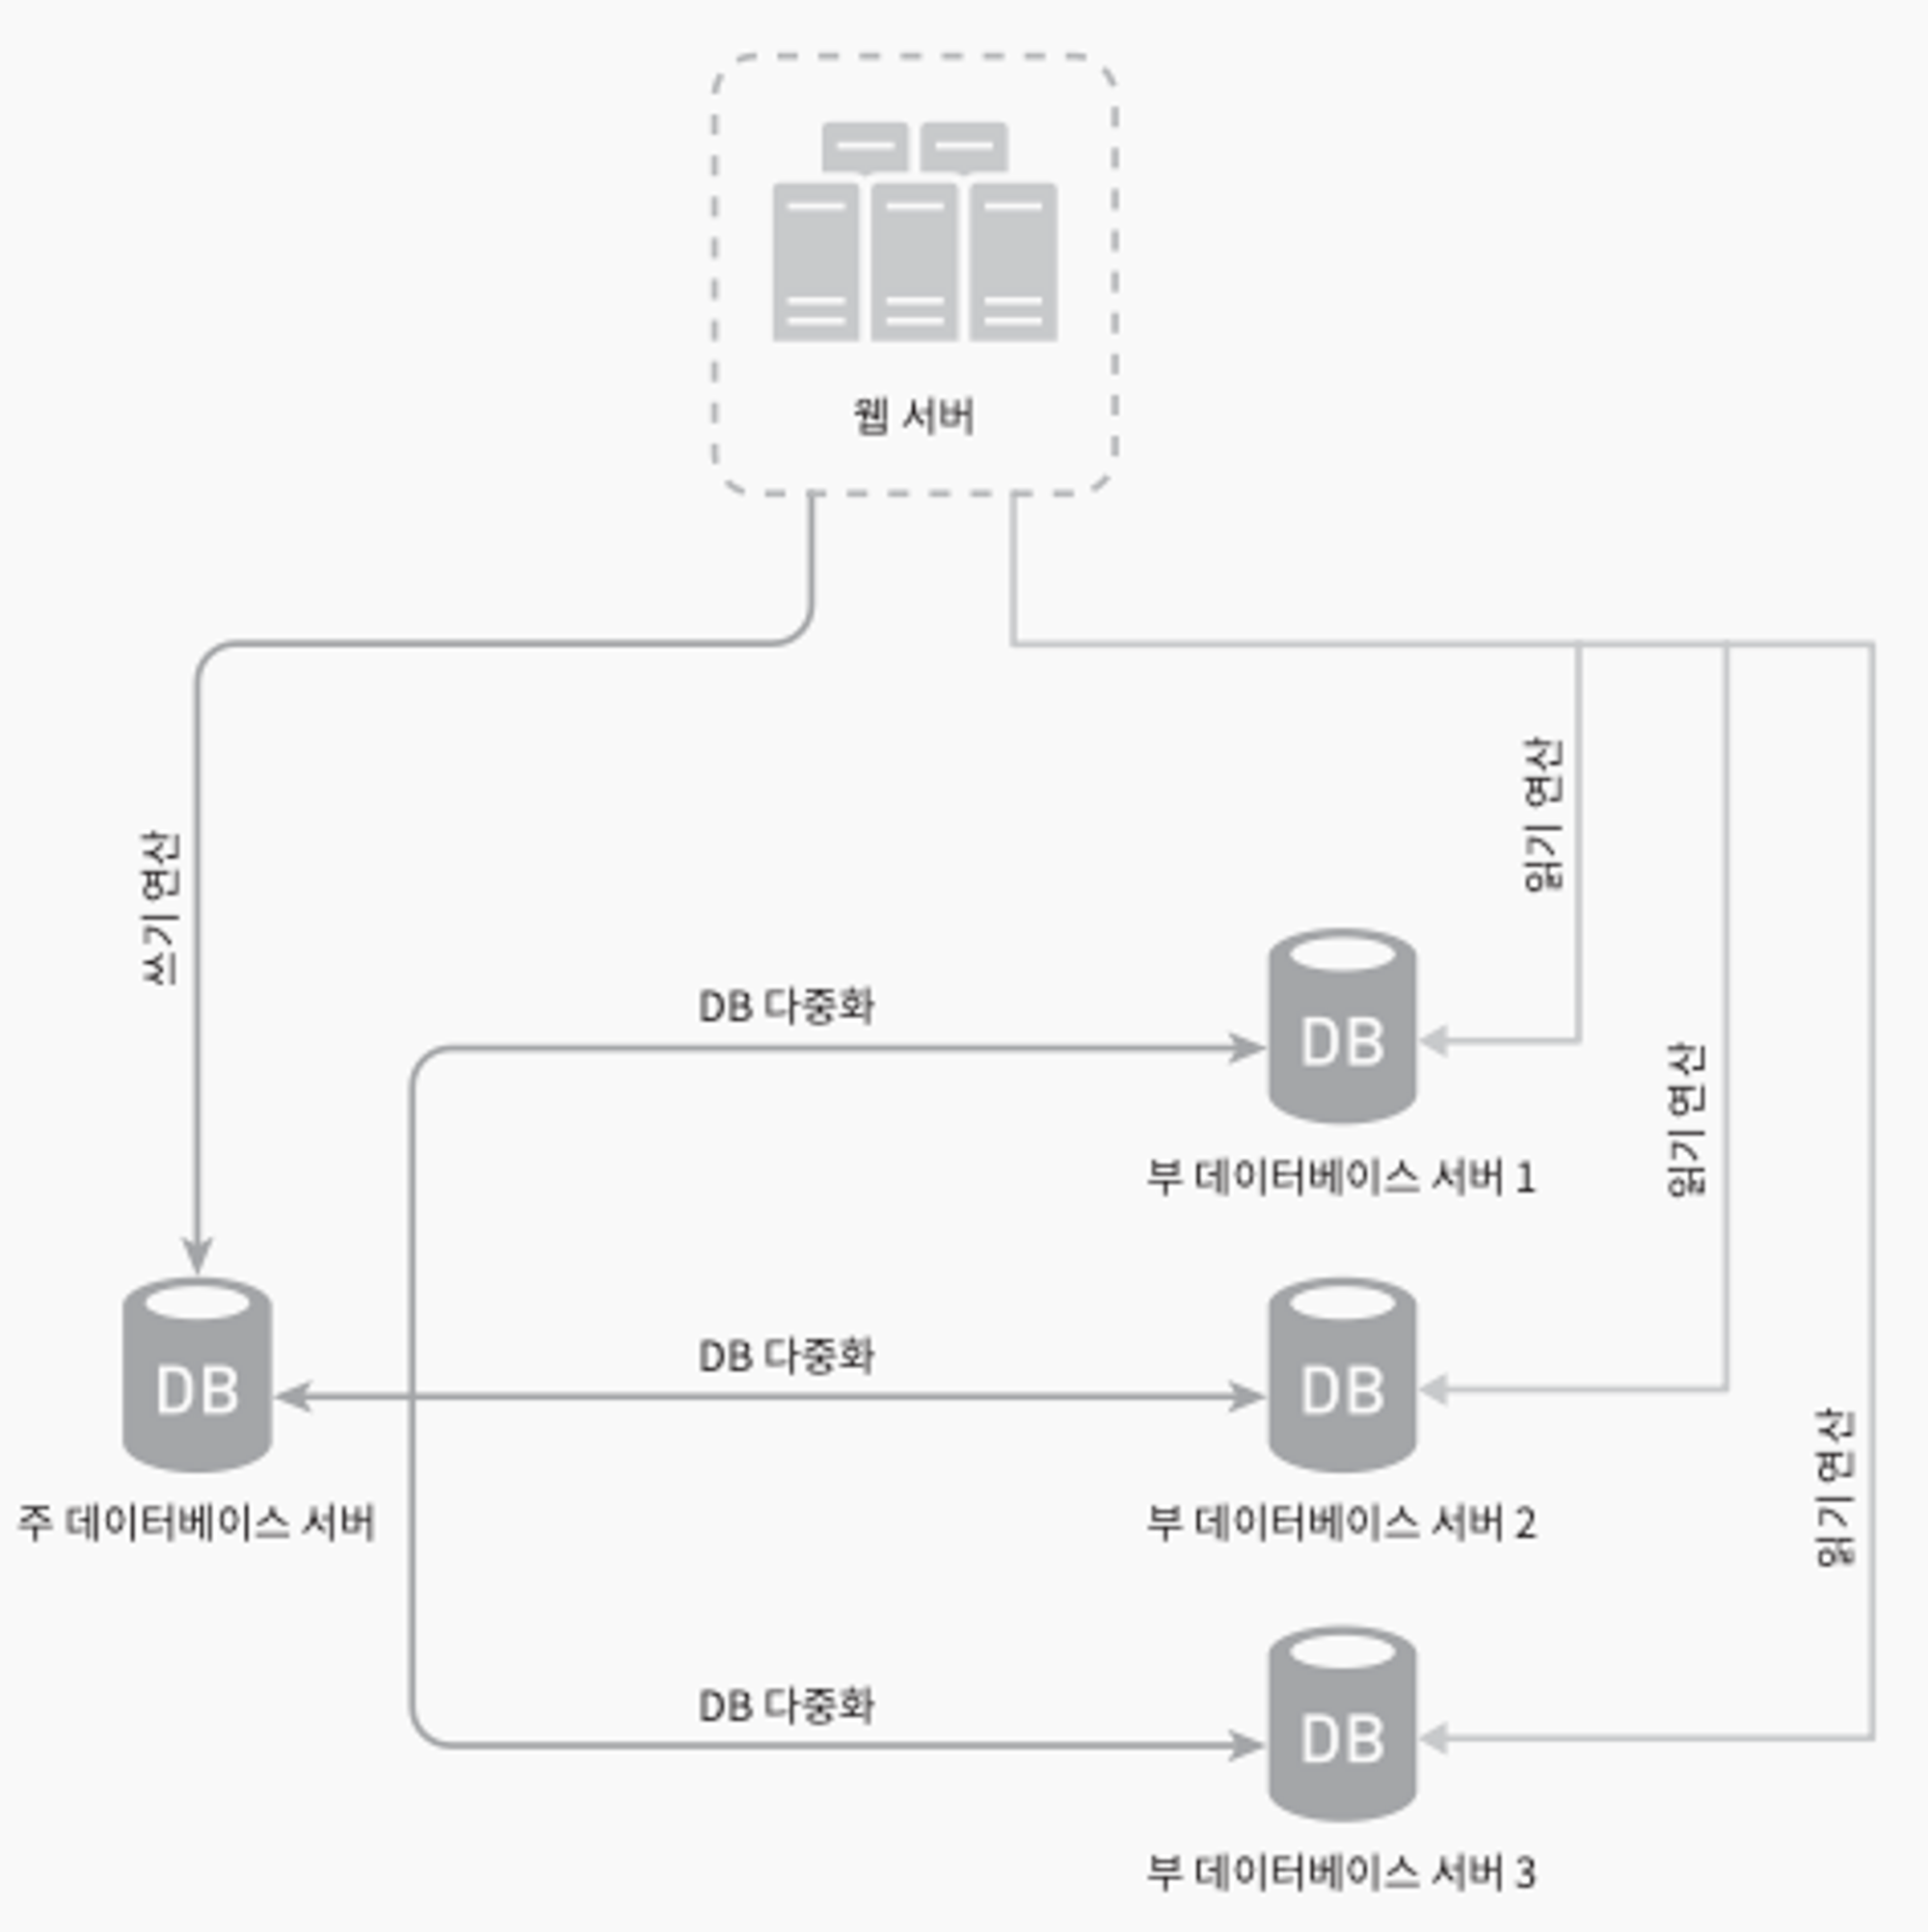 웹 서버
쓰기 연산
읽기 연산
DB 다중화
DB
부 데이터베이스 서버 1
읽기 연산
DB
DB 다중화
DB
주 데이터베이스 서버
부 데이터베이스 서버 2
읽기 연산
DB 다중화
DB
부 데이터베이스 서버 3